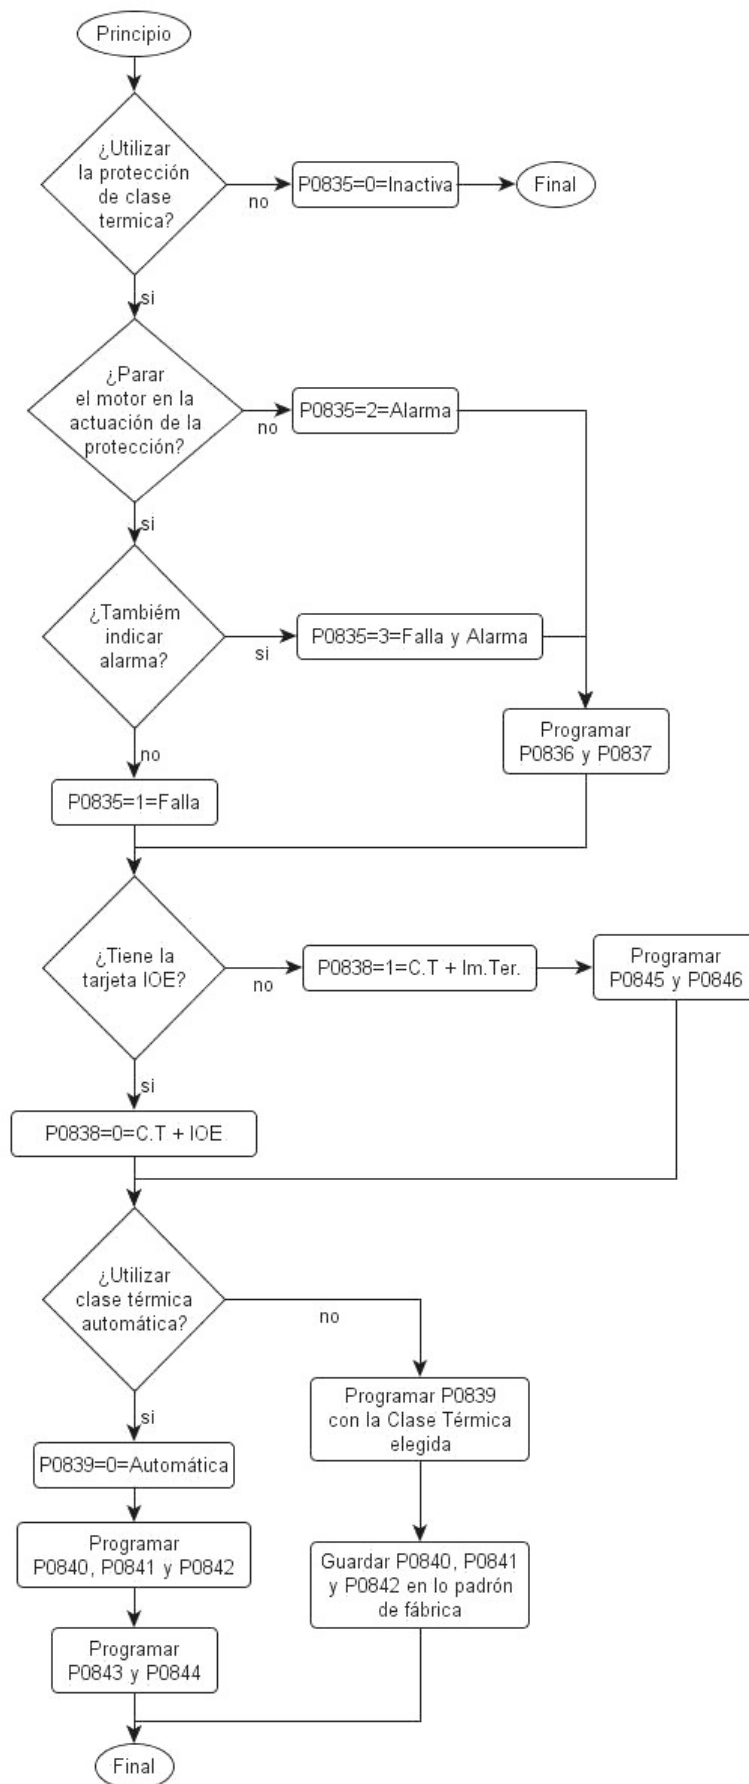 Principio
¿Utilizar
la protección
de clase
termica?
no
P0835=0=Inactiva
Final
si
¿Parar
el motor en la
actuación de la
protección?
no
P0835=2=Alarma
si
¿Tambiém
indicar
alarma?
si
P0835=3=Falla y Alarma
Programar
P0836 y P0837
no
P0835=1=Falla
¿Tiene la
tarjeta IOE?
no
P0838=1=C.T + Im.Ter.
Programar
P0845 y P0846
si
P0838=0=C.T + IOE
¿Utilizar
clase térmica
automática?
no
Programar P0839
con la Clase Térmica
elegida
si
P0839=0=Automática
Programar
P0840, P0841 y P0842
Guardar P0840, P0841
y P0842 en lo padrón
de fábrica
Programar
P0843 y P0844
Final